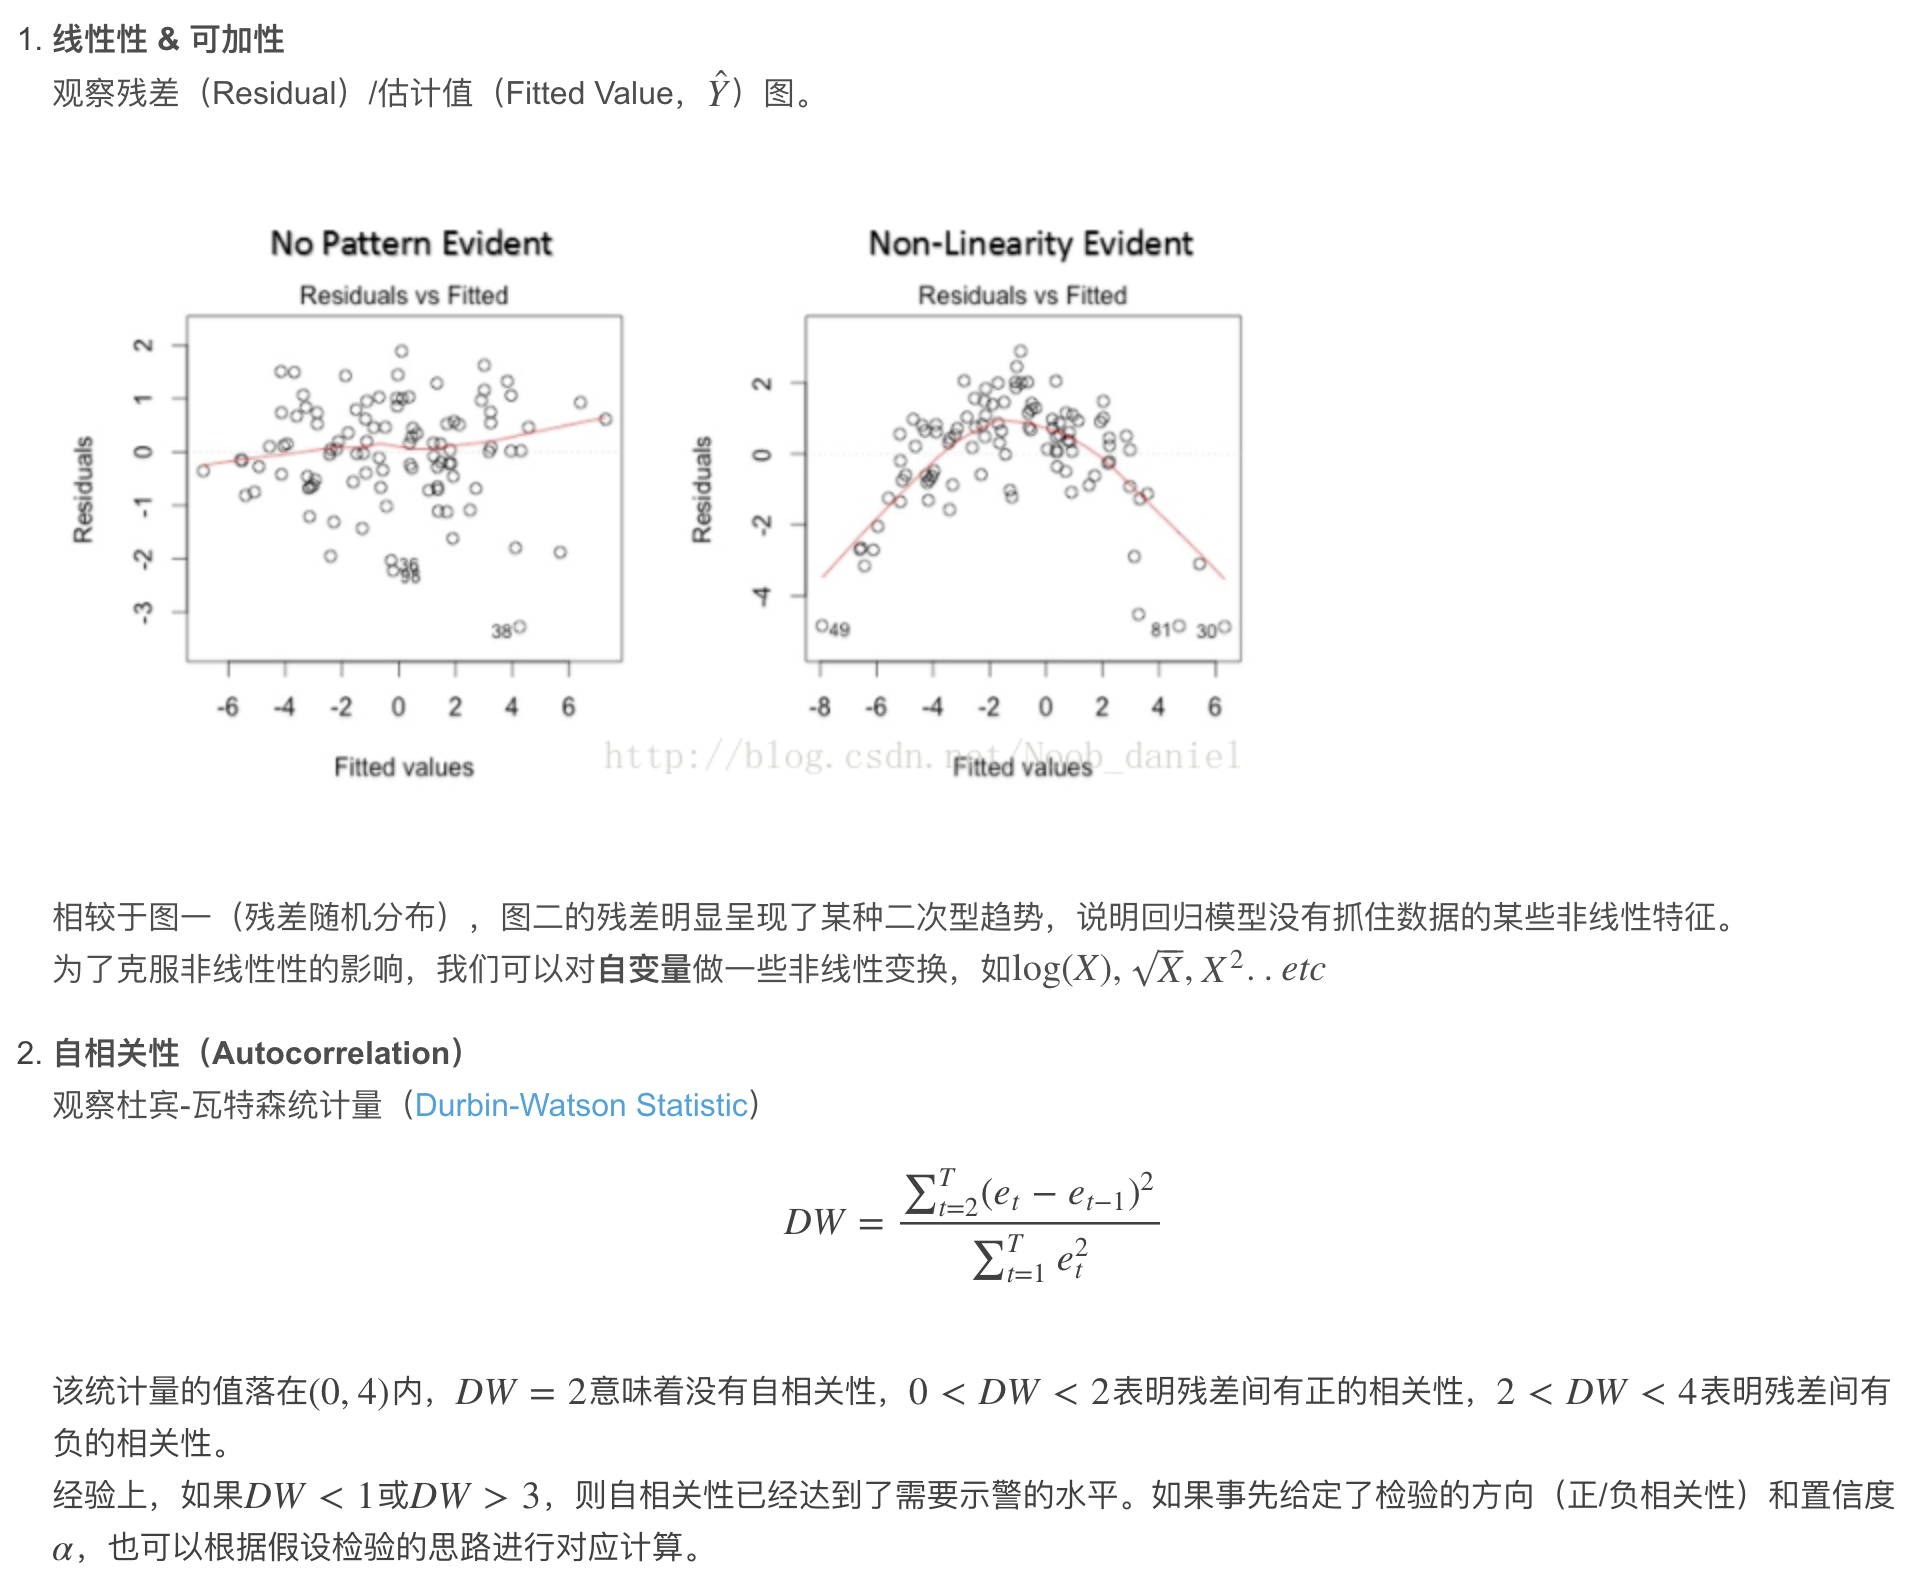 1. 线性性 & 可加性
观察残差（Residual）/估计值（Fitted Value，Ŷ）图。
No Pattern Evident
Residuals vs Fitted
Residuals
2
1
0
-1
-2
-3
36
98
38
-6 -4 -2 0 2 4 6
Fitted values
Non-Linearity Evident
Residuals vs Fitted
Residuals
2
0
-2
-4
49
81
30
-8 -6 -4 -2 0 2 4 6
Fitted values
http://blog.csdn.net/Noob_daniel
相较于图一（残差随机分布），图二的残差明显呈现了某种二次型趋势，说明回归模型没有抓住数据的某些非线性特征。
为了克服非线性性的影响，我们可以对自变量做一些非线性变换，如log(X), √X, X²..etc
2. 自相关性（Autocorrelation）
观察杜宾-瓦特森统计量（Durbin-Watson Statistic）
DW = ∑_{t=2}^{T}(e_t − e_{t−1})² / ∑_{t=1}^{T} e_t²
该统计量的值落在(0, 4)内，DW = 2意味着没有自相关性，0 < DW < 2表明残差间有正的相关性，2 < DW < 4表明残差间有
负的相关性。
经验上，如果DW < 1或DW > 3，则自相关性已经达到了需要示警的水平。如果事先给定了检验的方向（正/负相关性）和置信度
α，也可以根据假设检验的思路进行对应计算。